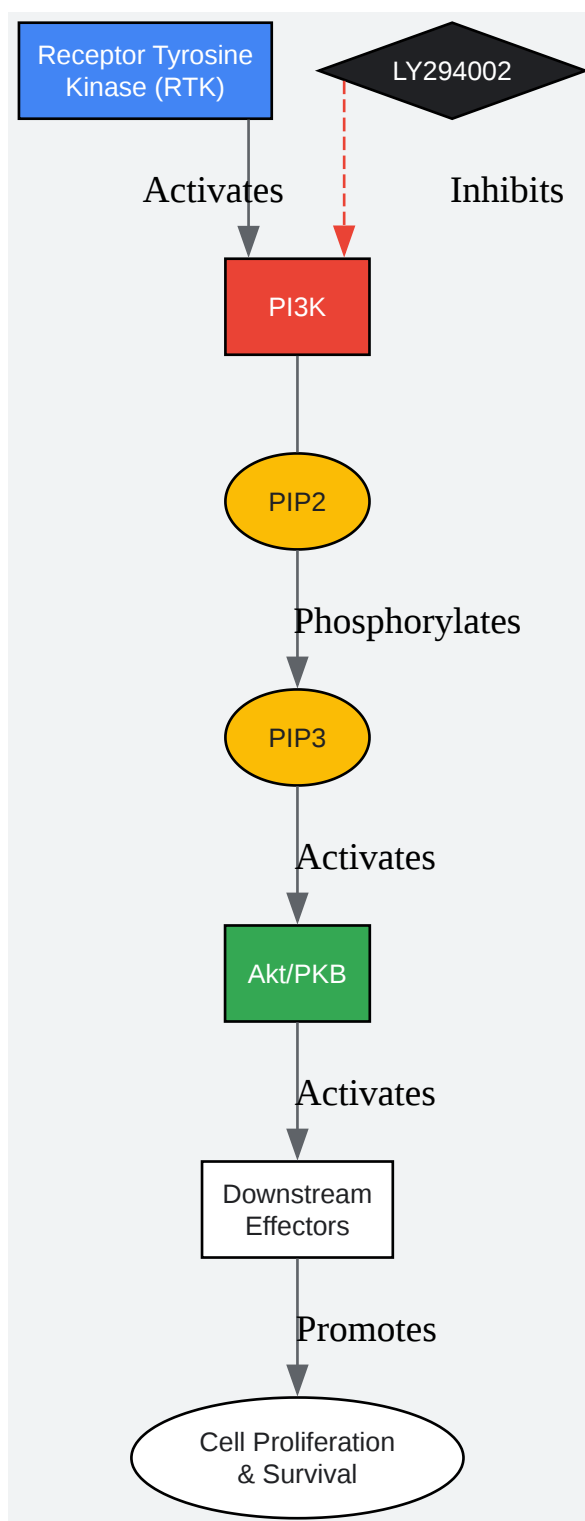 Receptor Tyrosine
Kinase (RTK)
LY294002
Activates
Inhibits
PI3K
PIP2
Phosphorylates
PIP3
Activates
Akt/PKB
Activates
Downstream
Effectors
Promotes
Cell Proliferation
& Survival